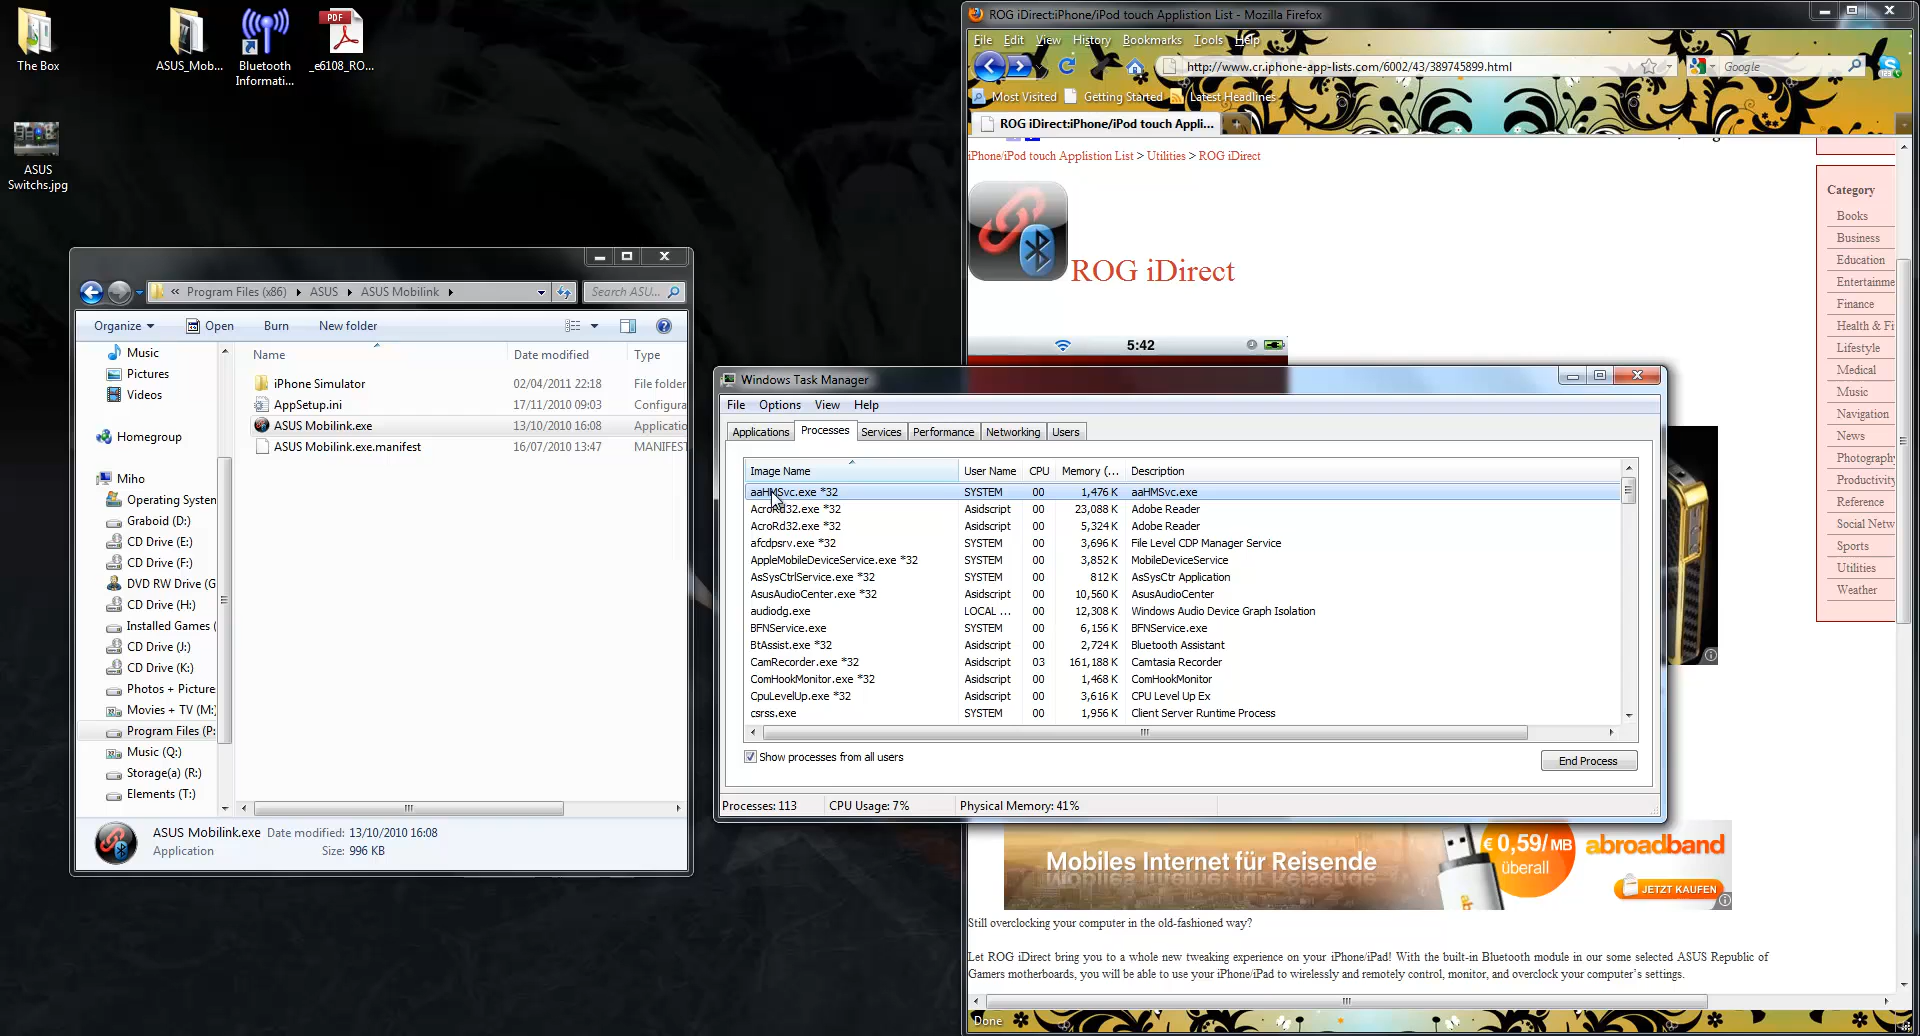 The Box
ASUS_Mob...
Bluetooth
Informati...
PDF
_e6108_RO...
ASUS
Switchs.jpg
Program Files (x86)
ASUS
ASUS Mobilink
Search ASU...
Organize
Open
Burn
New folder
Music
Pictures
Videos
Homegroup
Miho
Operating System
Graboid (D:)
CD Drive (E:)
CD Drive (F:)
DVD RW Drive (G
CD Drive (H:)
Installed Games (
CD Drive (J:)
CD Drive (K:)
Photos + Picture
Movies + TV (M:
Program Files (P:
Music (Q:)
Storage(a) (R:)
Elements (T:)
Name Date modified Type
iPhone Simulator 02/04/2011 22:18 File folder
AppSetup.ini 17/11/2010 09:03 Configura
ASUS Mobilink.exe 13/10/2010 16:08 Applicatio
ASUS Mobilink.exe.manifest 16/07/2010 13:47 MANIFEST
ASUS Mobilink.exe Date modified: 13/10/2010 16:08
Application Size: 996 KB
ROG iDirect:iPhone/iPod touch Applistion List - Mozilla Firefox
File Edit View History Bookmarks Tools Help
http://www.cr.iphone-app-lists.com/6002/43/389745899.html
Google
Most Visited Getting Started Latest Headlines
ROG iDirect:iPhone/iPod touch Appli...
iPhone/iPod touch Applistion List > Utilities > ROG iDirect
ROG iDirect
5:42
Category
Books
Business
Education
Entertainme
Finance
Health & Fi
Lifestyle
Medical
Music
Navigation
News
Photography
Productivity
Reference
Social Netw
Sports
Utilities
Weather
Windows Task Manager
File Options View Help
Applications Processes Services Performance Networking Users
Image Name User Name CPU Memory (... Description
aaHMSvc.exe *32 SYSTEM 00 1,476 K aaHMSvc.exe
AcroRd32.exe *32 Asidscript 00 23,088 K Adobe Reader
AcroRd32.exe *32 Asidscript 00 5,324 K Adobe Reader
afcdpsrv.exe *32 SYSTEM 00 3,696 K File Level CDP Manager Service
AppleMobileDeviceService.exe *32 SYSTEM 00 3,852 K MobileDeviceService
AsSysCtrlService.exe *32 SYSTEM 00 812 K AsSysCtr Application
AsusAudioCenter.exe *32 Asidscript 00 10,560 K AsusAudioCenter
audiodg.exe LOCAL ... 00 12,308 K Windows Audio Device Graph Isolation
BFNService.exe SYSTEM 00 6,156 K BFNService.exe
BtAssist.exe *32 Asidscript 00 2,724 K Bluetooth Assistant
CamRecorder.exe *32 Asidscript 03 161,188 K Camtasia Recorder
ComHookMonitor.exe *32 Asidscript 00 1,468 K ComHookMonitor
CpuLevelUp.exe *32 Asidscript 00 3,616 K CPU Level Up Ex
csrss.exe SYSTEM 00 1,956 K Client Server Runtime Process
Show processes from all users
End Process
Processes: 113 CPU Usage: 7% Physical Memory: 41%
Mobiles Internet für Reisende
€ 0,59/MB
überall
abroadband
JETZT KAUFEN
Still overclocking your computer in the old-fashioned way?
Let ROG iDirect bring you to a whole new tweaking experience on your iPhone/iPad! With the built-in Bluetooth module in our some selected ASUS Republic of
Gamers motherboards, you will be able to use your iPhone/iPad to wirelessly and remotely control, monitor, and overclock your computer's settings.
Done